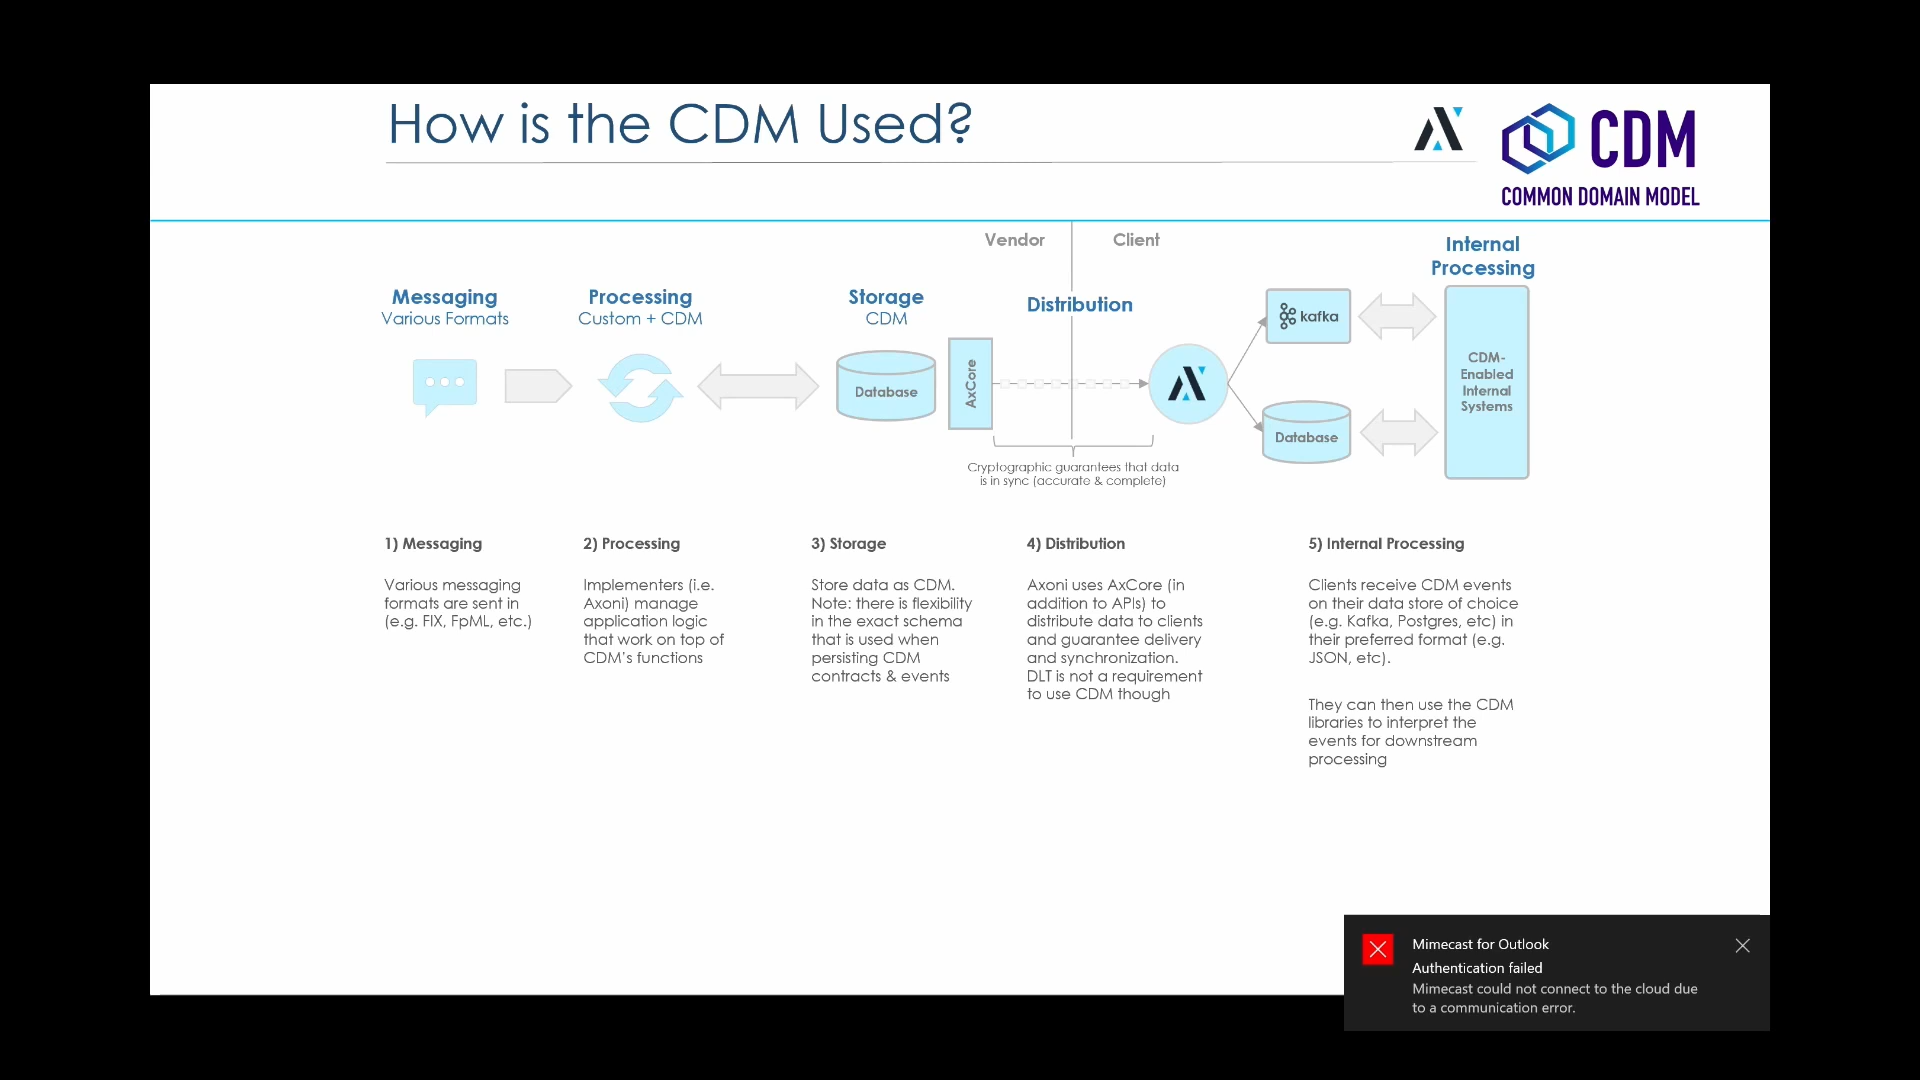 How is the CDM Used?
CDM
COMMON DOMAIN MODEL
Vendor
Client
Messaging
Various Formats
Processing
Custom + CDM
Storage
CDM
Distribution
Internal
Processing
Database
AxCore
kafka
Database
CDM-
Enabled
Internal
Systems
Cryptographic guarantees that data
is in sync (accurate & complete)
1) Messaging
Various messaging
formats are sent in
(e.g. FIX, FpML, etc.)
2) Processing
Implementers (i.e.
Axoni) manage
application logic
that work on top of
CDM's functions
3) Storage
Store data as CDM.
Note: there is flexibility
in the exact schema
that is used when
persisting CDM
contracts & events
4) Distribution
Axoni uses AxCore (in
addition to APIs) to
distribute data to clients
and guarantee delivery
and synchronization.
DLT is not a requirement
to use CDM though
5) Internal Processing
Clients receive CDM events
on their data store of choice
(e.g. Kafka, Postgres, etc) in
their preferred format (e.g.
JSON, etc).
They can then use the CDM
libraries to interpret the
events for downstream
processing
Mimecast for Outlook
Authentication failed
Mimecast could not connect to the cloud due
to a communication error.